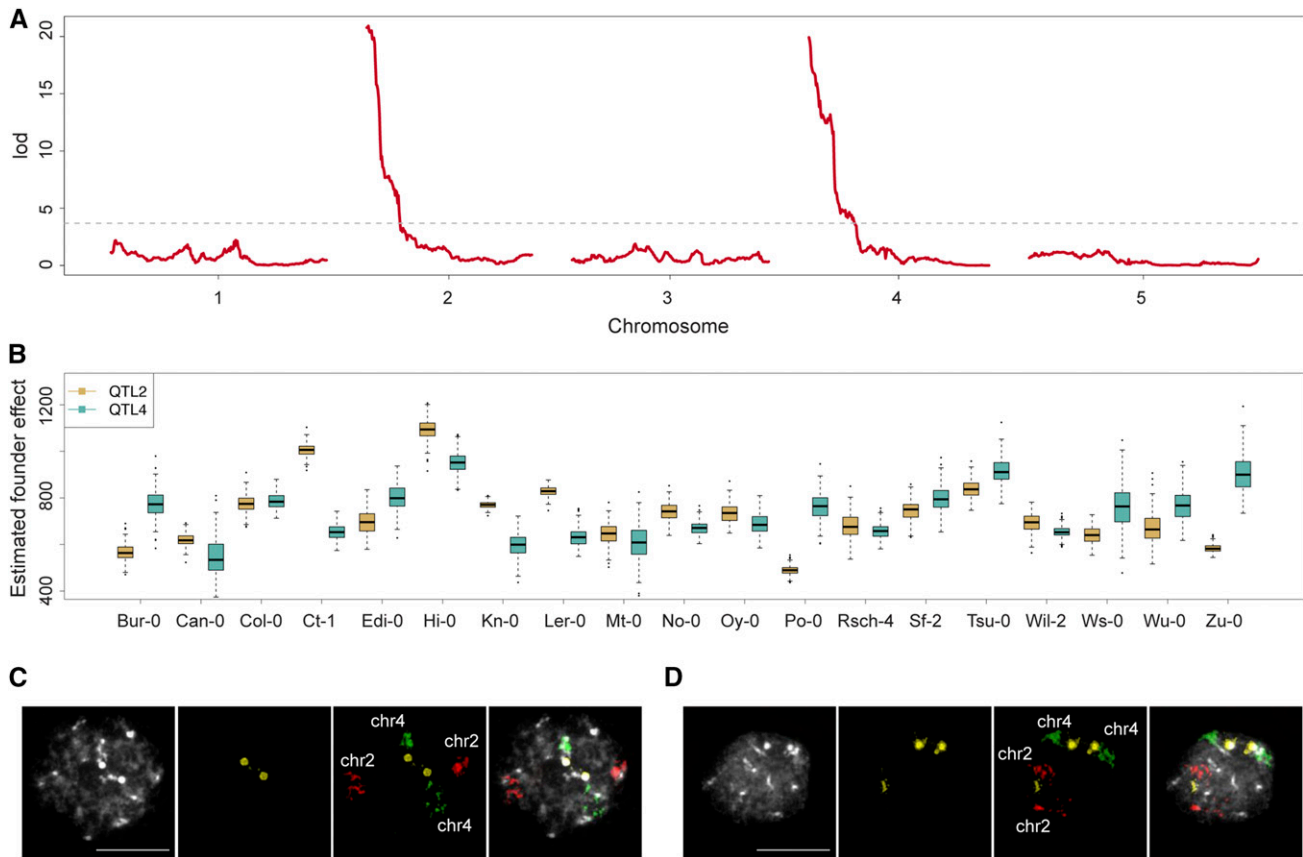 A
lod
20
15
10
5
0
1 2 3 4 5
Chromosome
B
Estimated founder effect
1200
800
400
QTL2
QTL4
Bur-0 Can-0 Col-0 Ct-1 Edi-0 Hi-0 Kn-0 Ler-0 Mt-0 No-0 Oy-0 Po-0 Rsch-4 Sf-2 Tsu-0 Wil-2 Ws-0 Wu-0 Zu-0
C
chr4
chr2
chr2
chr4
D
chr4
chr4
chr2
chr2